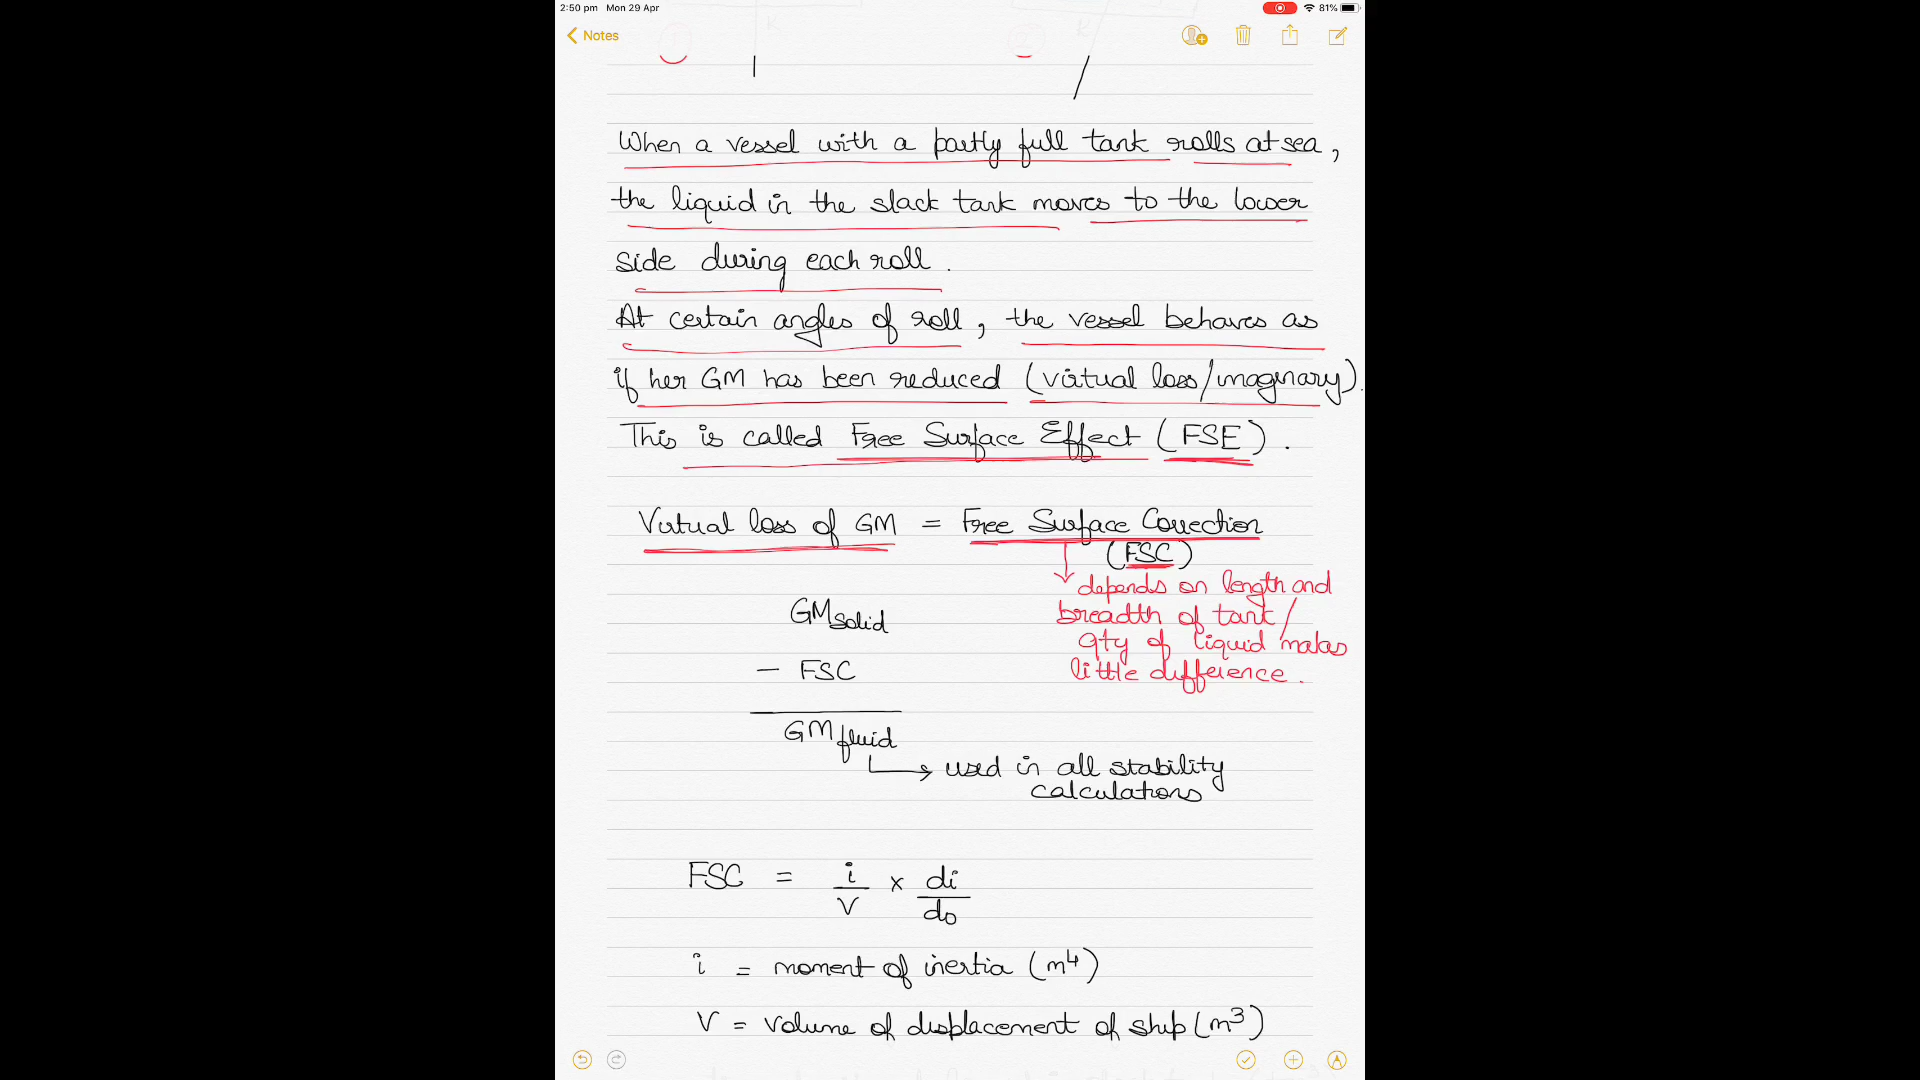 2:50 pm Mon 29 Apr
81%
Notes
When a vessel with a partly full tank rolls at sea,
the liquid in the slack tank moves to the lower
side during each roll.
At certain angles of roll, the vessel behaves as
if her GM has been reduced (virtual loss/imaginary).
This is called Free Surface Effect (FSE).
Virtual loss of GM = Free Surface Correction
(FSC)
depends on length and
breadth of tank/
qty of liquid makes
little difference.
GM solid
- FSC
GM fluid
used in all stability
calculations
FSC = i/V × di/do
i = moment of inertia (m⁴)
V = volume of displacement of ship (m³)